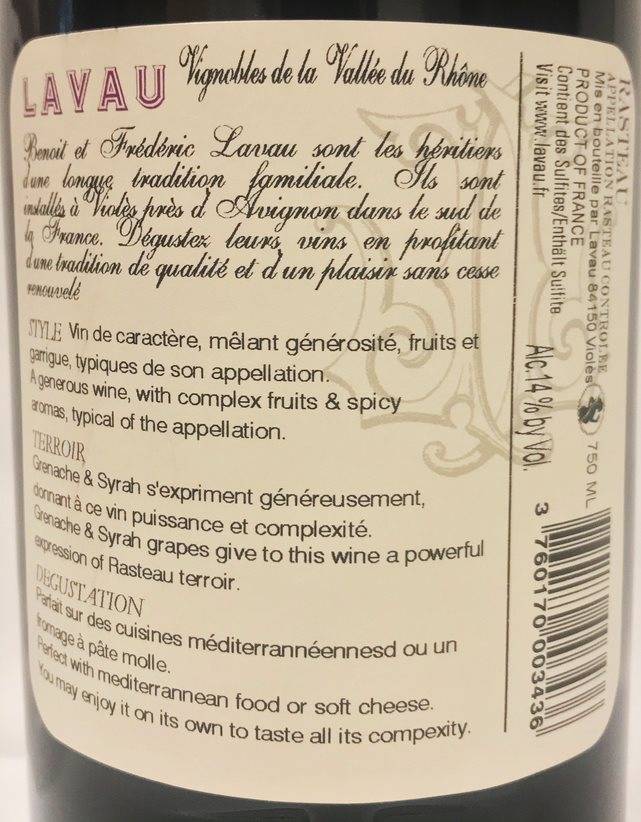 LAVAU Vignobles de la Vallée du Rhône
Benoit et Frédéric Lavau sont les héritiers
d'une longue tradition familiale. Ils sont
installés à Violès près d'Avignon dans le sud de
la France. Dégustez leurs vins en profitant
d'une tradition de qualité et d'un plaisir sans cesse
renouvelé
STYLE Vin de caractère, mêlant générosité, fruits et
garrigue, typiques de son appellation.
A generous wine, with complex fruits & spicy
aromas, typical of the appellation.
TERROIR
Grenache & Syrah s'expriment généreusement,
donnant à ce vin puissance et complexité.
Grenache & Syrah grapes give to this wine a powerful
expression of Rasteau terroir.
DEGUSTATION
Parfait sur des cuisines méditerrannéennesd ou un
fromage à pâte molle.
Perfect with mediterrannean food or soft cheese.
You may enjoy it on its own to taste all its compexity.
RASTEAU
APPELLATION RASTEAU CONTROLEE
Mis en bouteille par Lavau 84150 Violès 750 ML
PRODUCT OF FRANCE
Contient des Sulfites/Enthält Sulfite
Visit www.lavau.fr Alc.14 % by Vol.
3 760170 003436